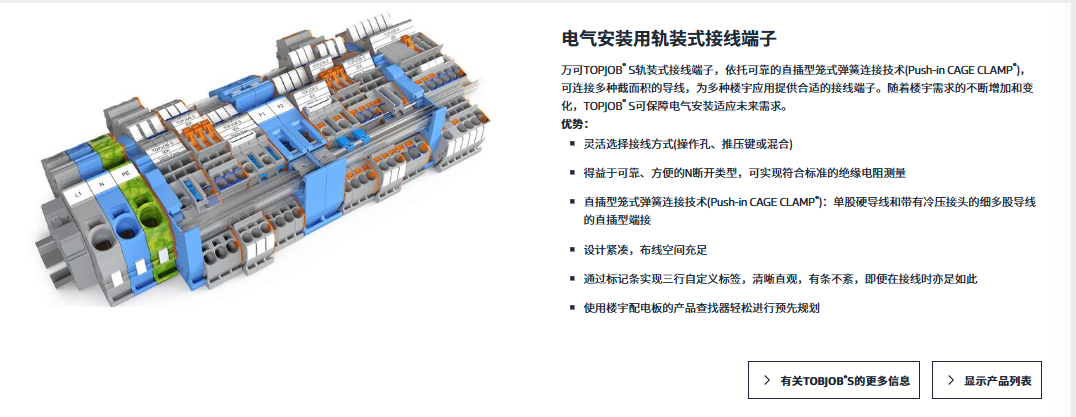 电气安装用轨装式接线端子
万可TOPJOB® S轨装式接线端子，依托可靠的直插型笼式弹簧连接技术(Push-in CAGE CLAMP®)，
可连接多种截面积的导线，为多种楼宇应用提供合适的接线端子。随着楼宇需求的不断增加和变
化，TOPJOB® S可保障电气安装适应未来需求。
优势：
灵活选择接线方式(操作孔、推压键或混合)
得益于可靠、方便的N断开类型，可实现符合标准的绝缘电阻测量
直插型笼式弹簧连接技术(Push-in CAGE CLAMP®)：单股硬导线和带有冷压接头的细多股导线
的直插型端接
设计紧凑，布线空间充足
通过标记条实现三行自定义标签，清晰直观，有条不紊，即便在接线时亦是如此
使用楼宇配电板的产品查找器轻松进行预先规划
有关TOBJOB®S的更多信息
显示产品列表
L1
N
PE
P1
P2